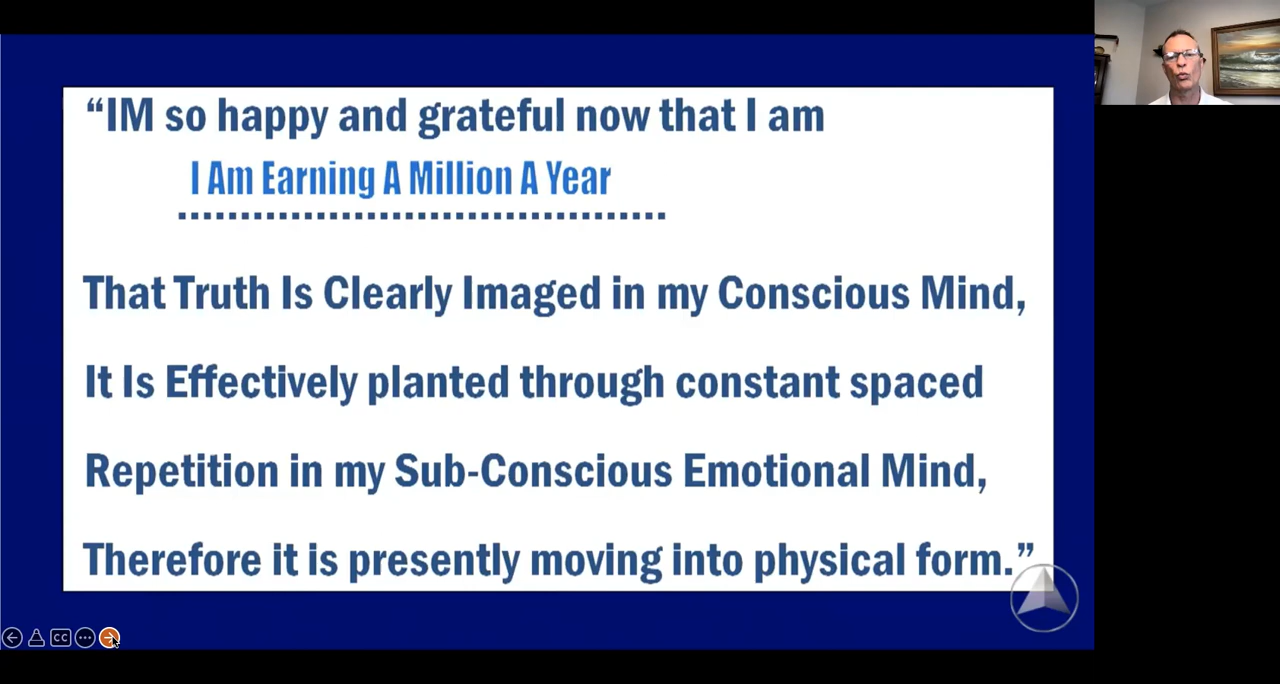 “IM so happy and grateful now that I am
I Am Earning A Million A Year
That Truth Is Clearly Imaged in my Conscious Mind,
It Is Effectively planted through constant spaced
Repetition in my Sub-Conscious Emotional Mind,
Therefore it is presently moving into physical form.”
CC